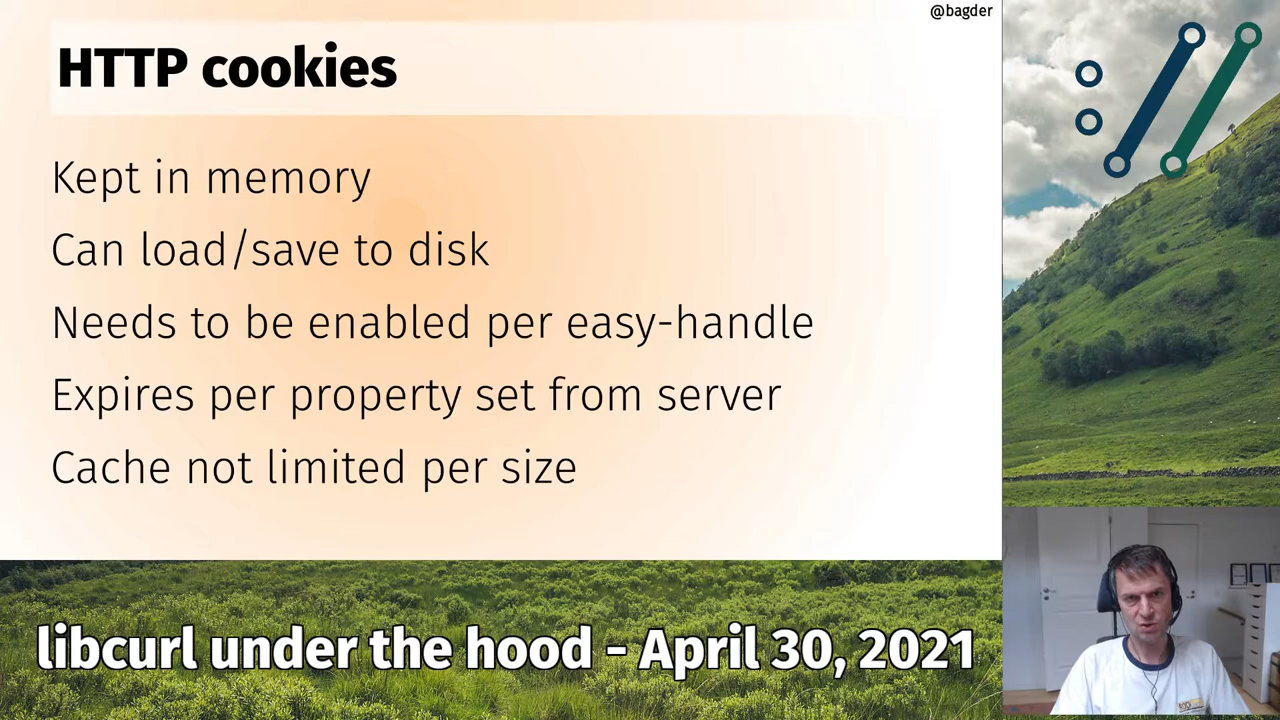 @bagder
HTTP cookies
Kept in memory
Can load/save to disk
Needs to be enabled per easy-handle
Expires per property set from server
Cache not limited per size
libcurl under the hood - April 30, 2021